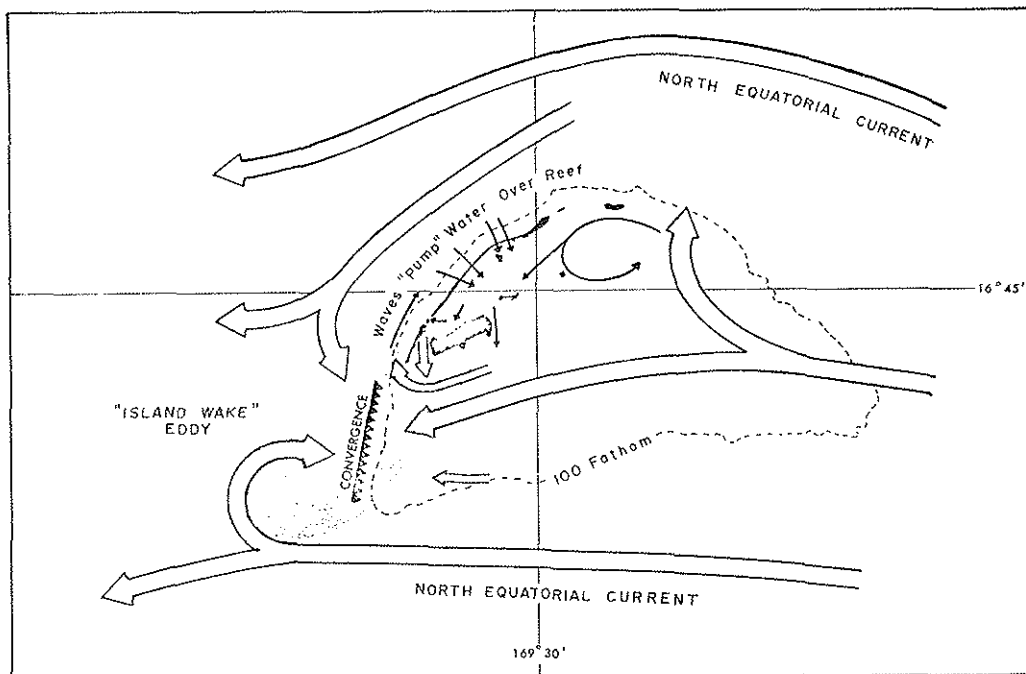 NORTH EQUATORIAL CURRENT
Waves "Pump" Water Over Reef
16°45'
"ISLAND WAKE"
EDDY
CONVERGENCE
100 Fathom
NORTH EQUATORIAL CURRENT
169°30'